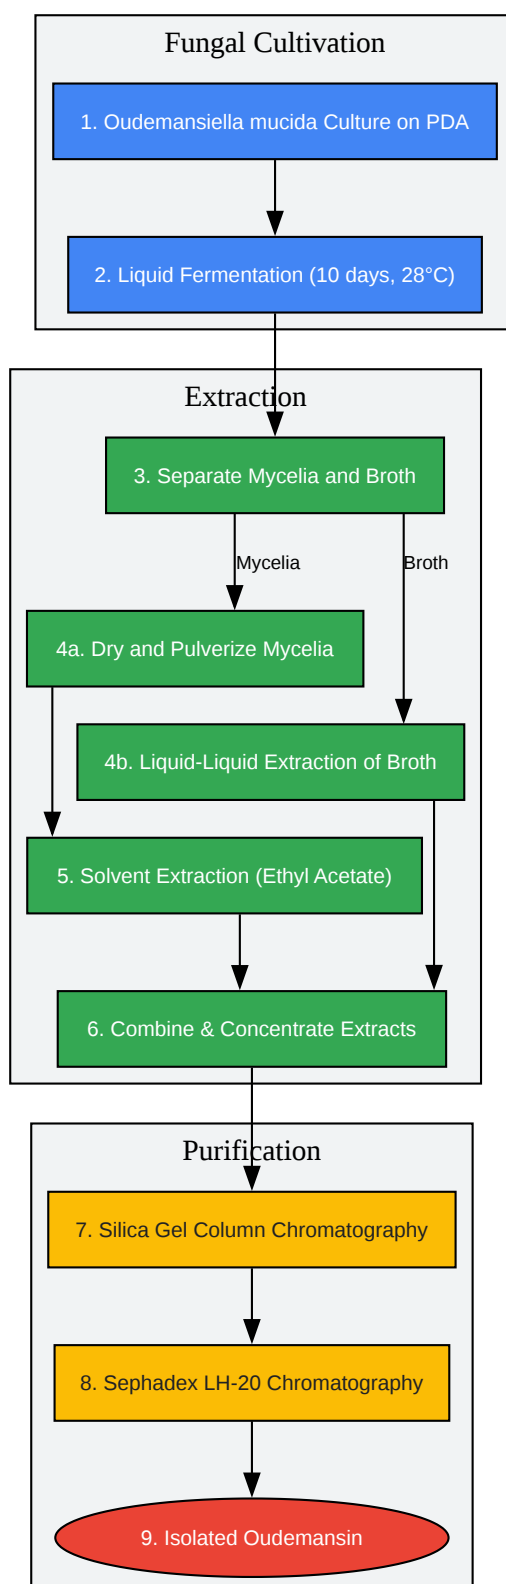 Fungal Cultivation
1. Oudemansiella mucida Culture on PDA
2. Liquid Fermentation (10 days, 28°C)
Extraction
3. Separate Mycelia and Broth
Mycelia
Broth
4a. Dry and Pulverize Mycelia
4b. Liquid-Liquid Extraction of Broth
5. Solvent Extraction (Ethyl Acetate)
6. Combine & Concentrate Extracts
Purification
7. Silica Gel Column Chromatography
8. Sephadex LH-20 Chromatography
9. Isolated Oudemansin